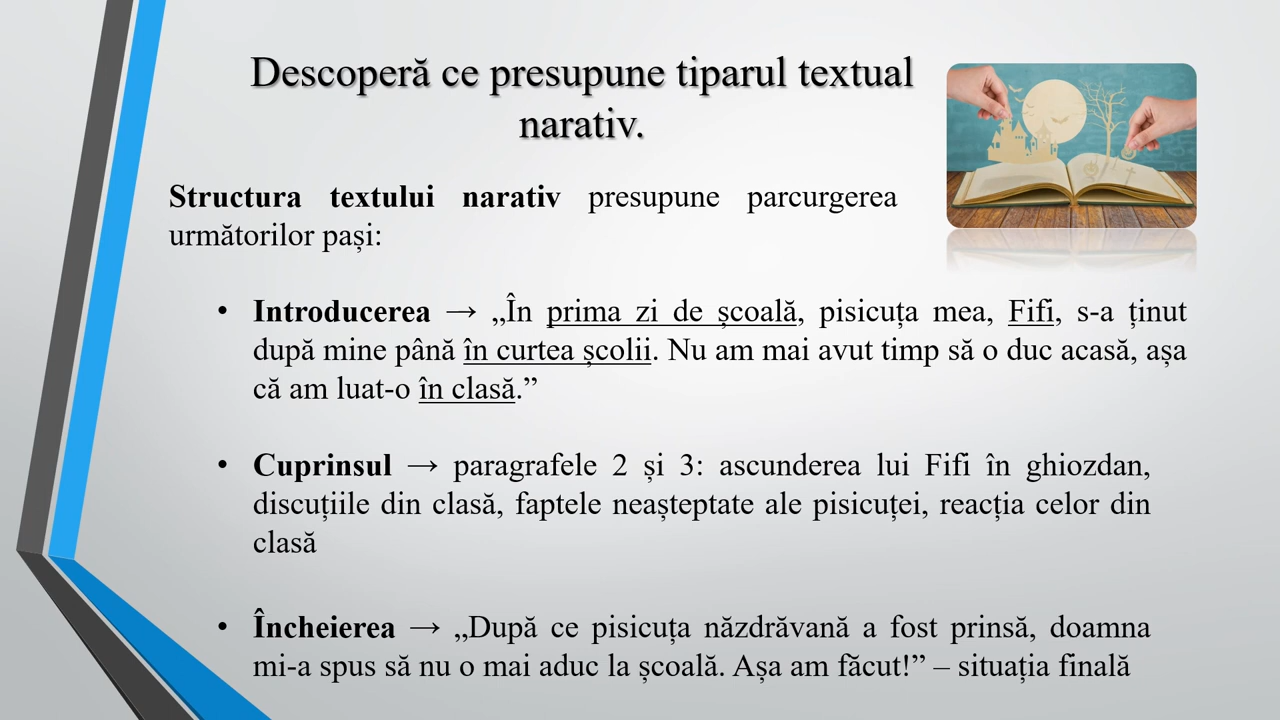 Descoperă ce presupune tiparul textual
narativ.
Structura textului narativ presupune parcurgerea
următorilor pași:
• Introducerea → „În prima zi de școală, pisicuța mea, Fifi, s-a ținut
după mine până în curtea școlii. Nu am mai avut timp să o duc acasă, așa
că am luat-o în clasă.”
• Cuprinsul → paragrafele 2 și 3: ascunderea lui Fifi în ghiozdan,
discuțiile din clasă, faptele neașteptate ale pisicuței, reacția celor din
clasă
• Încheierea → „După ce pisicuța năzdrăvană a fost prinsă, doamna
mi-a spus să nu o mai aduc la școală. Așa am făcut!” – situația finală